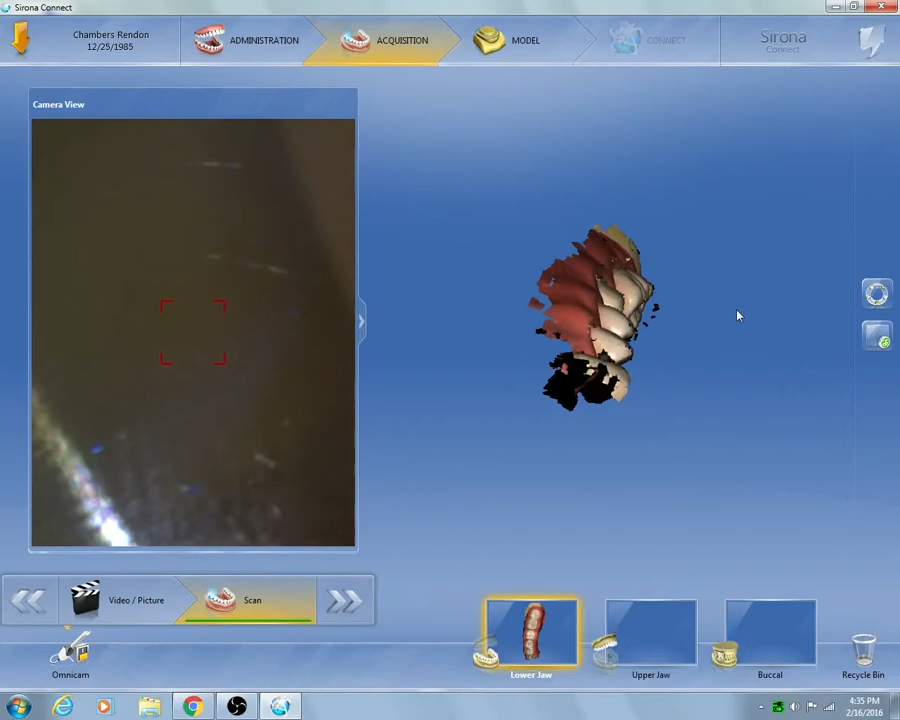 Sirona Connect
Chambers Rendon
12/25/1985
ADMINISTRATION
ACQUISITION
MODEL
CONNECT
Sirona
Connect
Camera View
Video / Picture
Scan
Omnicam
Lower Jaw
Upper Jaw
Buccal
Recycle Bin
4:35 PM
2/16/2016